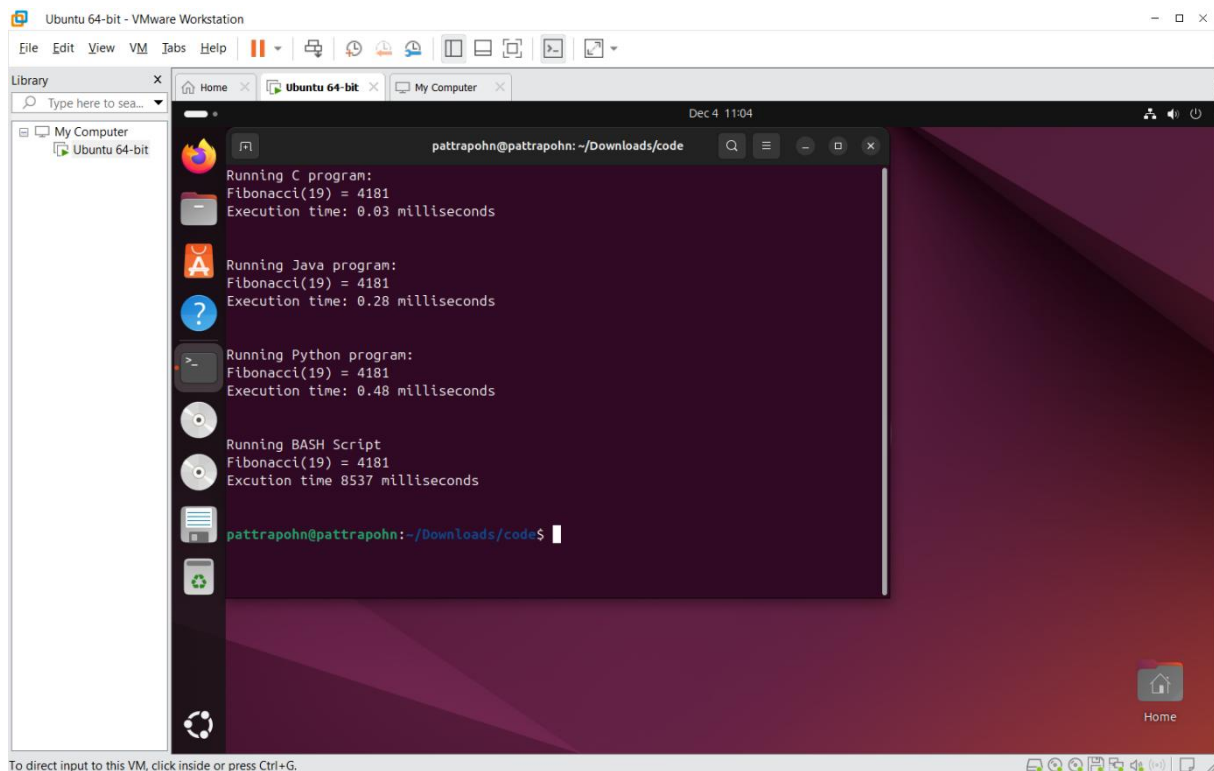 Ubuntu 64-bit - VMware Workstation
File Edit View VM Tabs Help
Library
Type here to sea...
My Computer
Ubuntu 64-bit
Home
Ubuntu 64-bit
My Computer
Dec 4 11:04
pattrapohn@pattrapohn: ~/Downloads/code
Running C program:
Fibonacci(19) = 4181
Execution time: 0.03 milliseconds
Running Java program:
Fibonacci(19) = 4181
Execution time: 0.28 milliseconds
Running Python program:
Fibonacci(19) = 4181
Execution time: 0.48 milliseconds
Running BASH Script
Fibonacci(19) = 4181
Excution time 8537 milliseconds
pattrapohn@pattrapohn:~/Downloads/code$
Home
To direct input to this VM, click inside or press Ctrl+G.